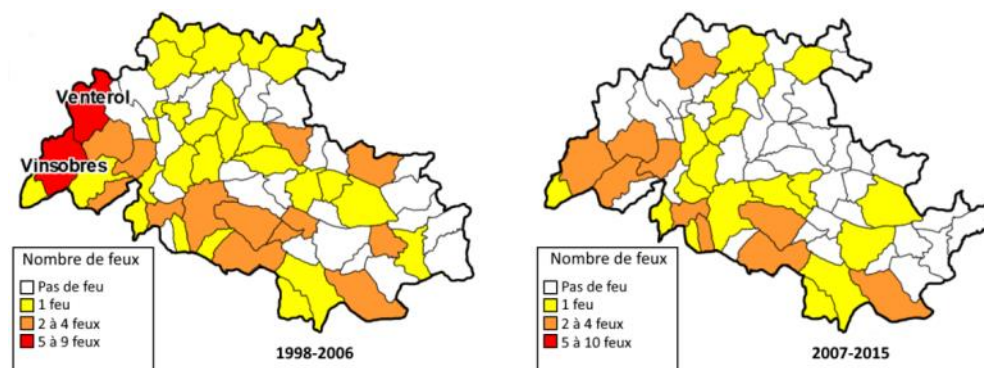 Venterol
Vinsobres
Nombre de feux
Pas de feu
1 feu
2 à 4 feux
5 à 9 feux
1998-2006
Nombre de feux
Pas de feu
1 feu
2 à 4 feux
5 à 10 feux
2007-2015